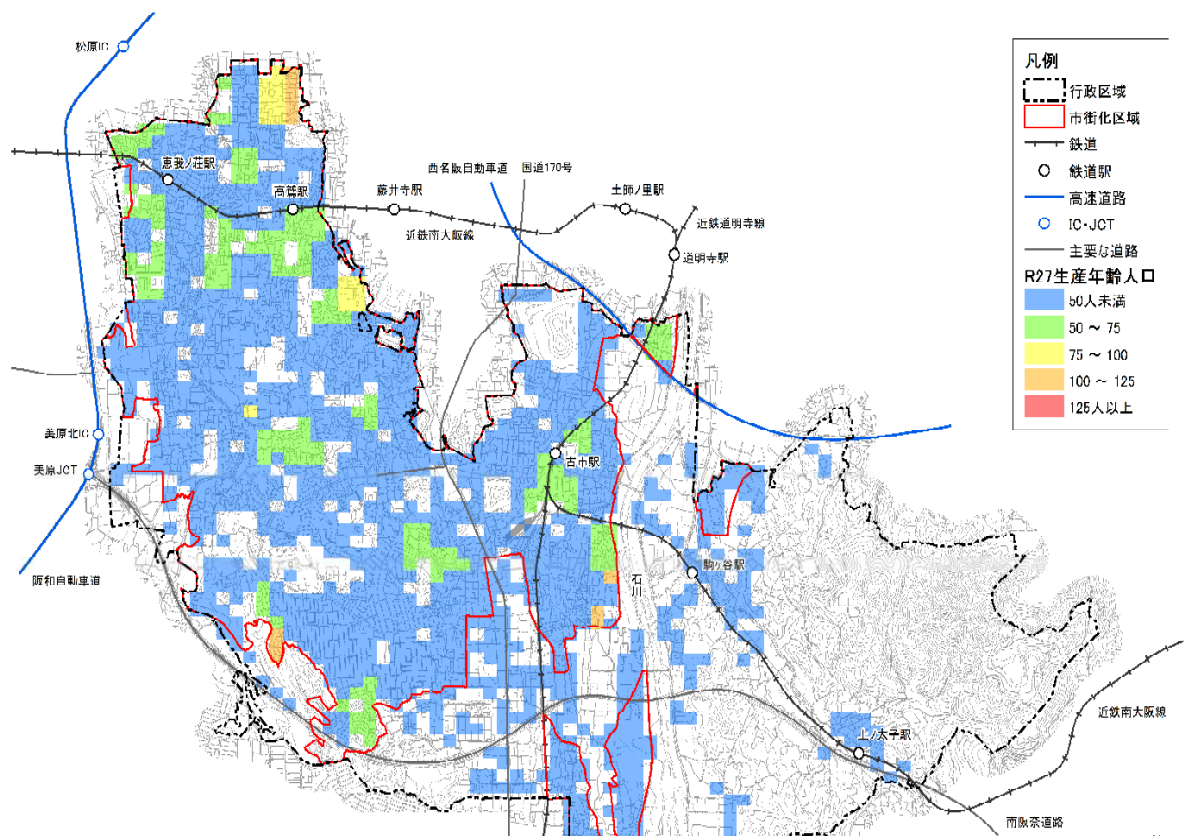 松原IC
恵我ノ荘駅
高鷲駅
藤井寺駅
西名阪自動車道
国道170号
土師ノ里駅
近鉄道明寺線
近鉄南大阪線
道明寺駅
美原北IC
美原JCT
古市駅
阪和自動車道
石川
駒ヶ谷駅
上ノ太子駅
近鉄南大阪線
南阪奈道路
凡例
行政区域
市街化区域
鉄道
鉄道駅
高速道路
IC・JCT
主要な道路
R27生産年齢人口
50人未満
50 ～ 75
75 ～ 100
100 ～ 125
125人以上